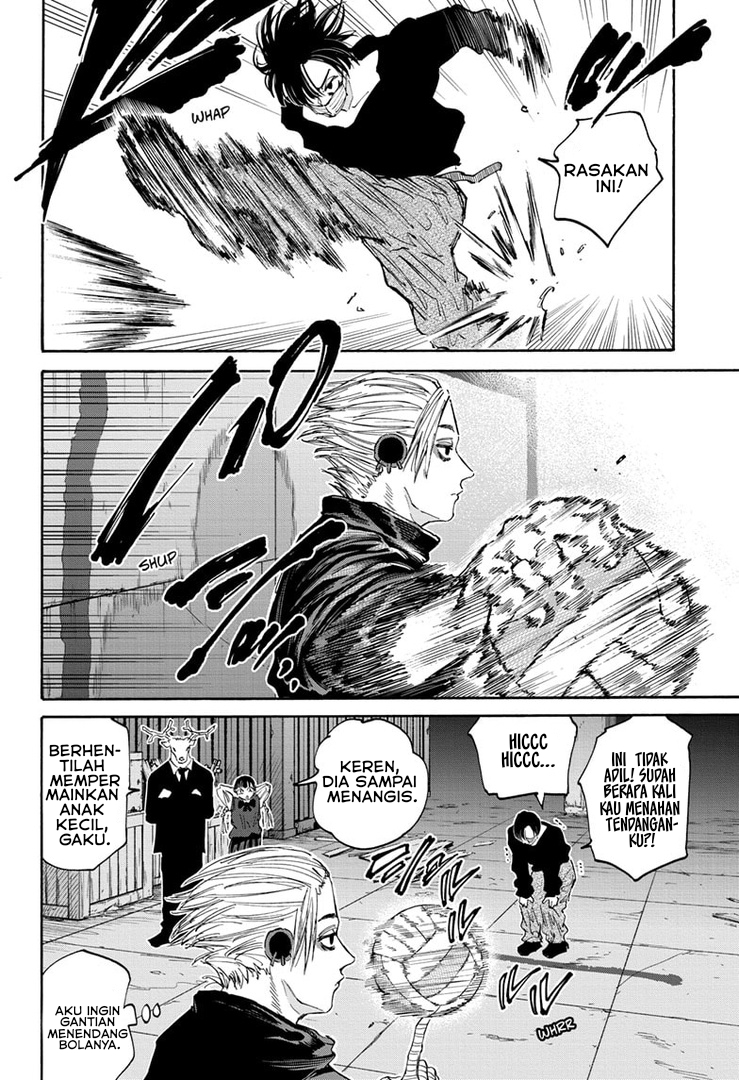 RASAKAN
INI!
WHAP
SHUP
INI TIDAK
ADIL! SUDAH
BERAPA KALI
KAU MENAHAN
TENDANGAN-
KU?!
HICCC
HICCC...
KEREN,
DIA SAMPAI
MENANGIS.
BERHEN-
TILAH
MEMPER
MAINKAN
ANAK
KECIL,
GAKU.
WHRR
AKU INGIN
GANTIAN
MENENDANG
BOLANYA.